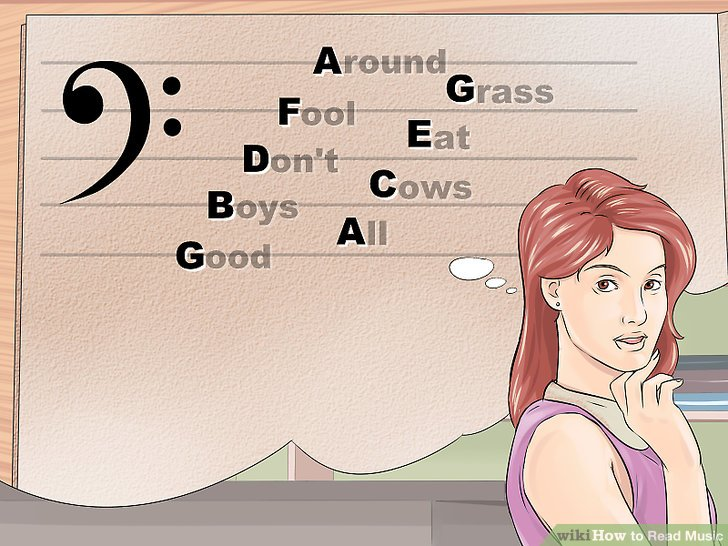 Around
Grass
Fool
Eat
Don't
Cows
Boys
All
Good
wikiHow to Read Music